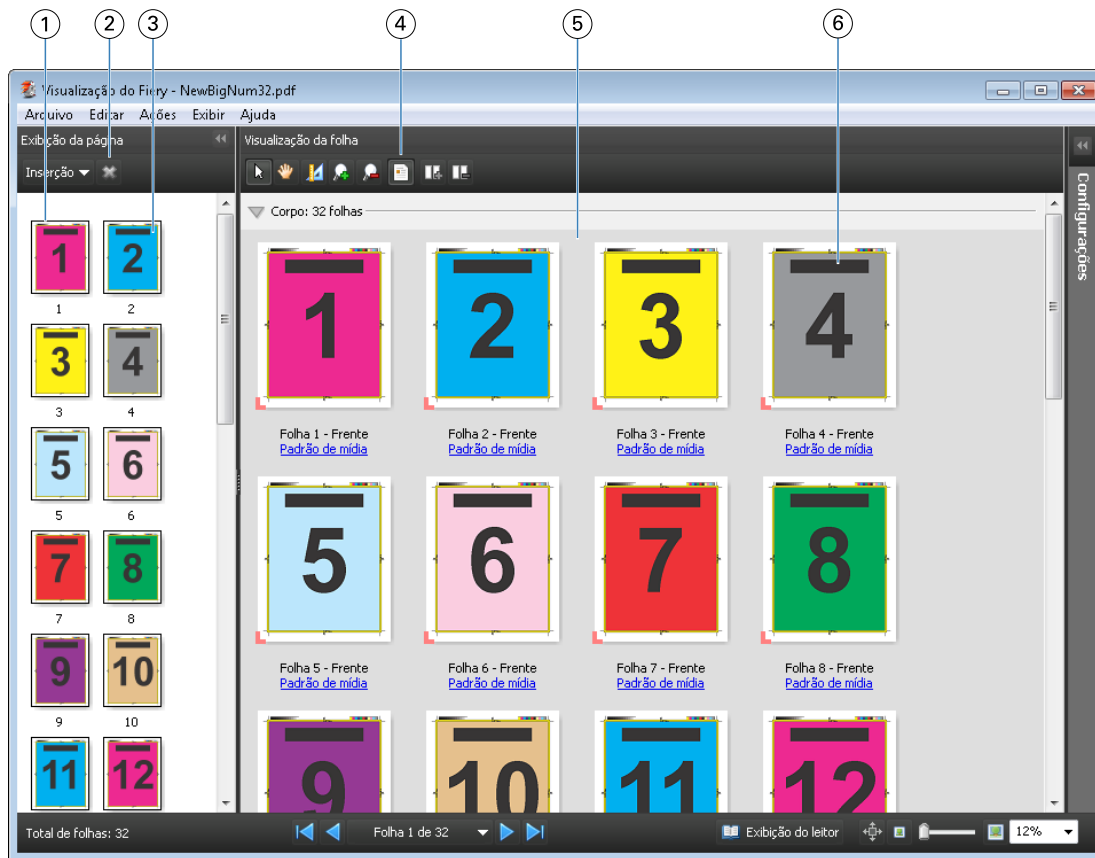 1 2 3 4 5 6
Visualização do Fiery - NewBigNum32.pdf
Arquivo Editar Ações Exibir Ajuda
Exibição da página
Visualização da folha
Inserção
Configurações
Corpo: 32 folhas
1 2
1 2
3 4
3 4
5 6
5 6
7 8
7 8
9 10
9 10
11 12
1 2 3 4
Folha 1 - Frente Folha 2 - Frente Folha 3 - Frente Folha 4 - Frente
Padrão de mídia Padrão de mídia Padrão de mídia Padrão de mídia
5 6 7 8
Folha 5 - Frente Folha 6 - Frente Folha 7 - Frente Folha 8 - Frente
Padrão de mídia Padrão de mídia Padrão de mídia Padrão de mídia
9 10 11 12
Total de folhas: 32
Folha 1 de 32
Exibição do leitor
12%